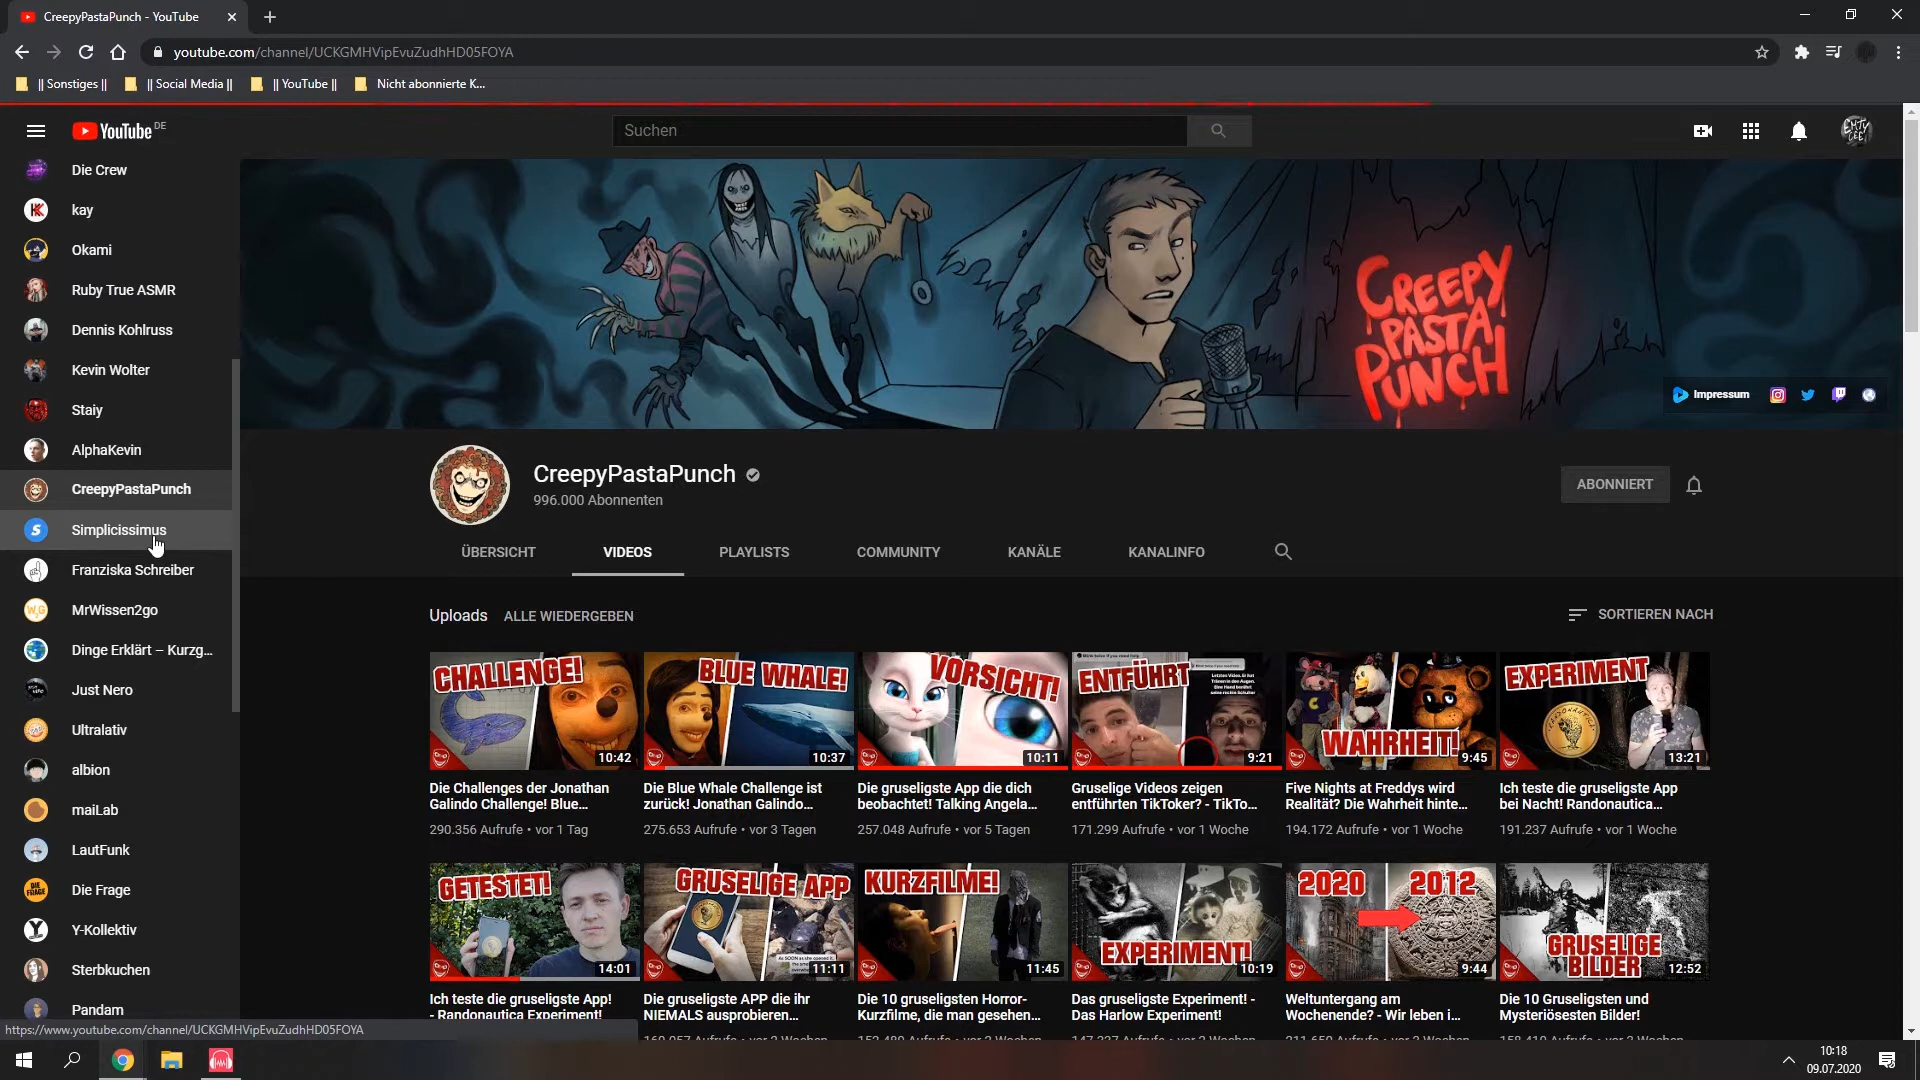 CreepyPastaPunch - YouTube
youtube.com/channel/UCKGMHVipEvuZudhHD05FOYA
|| Sonstiges ||
|| Social Media ||
|| YouTube ||
Nicht abonnierte K...
YouTube DE
Suchen
Die Crew
kay
Okami
Ruby True ASMR
Dennis Kohlruss
Kevin Wolter
Staiy
AlphaKevin
CreepyPastaPunch
Simplicissimus
Franziska Schreiber
MrWissen2go
Dinge Erklärt – Kurzg...
Just Nero
Ultralativ
albion
maiLab
LautFunk
Die Frage
Y-Kollektiv
Sterbkuchen
Pandam
CREEPY
PASTA
PUNCH
Impressum
CreepyPastaPunch
996.000 Abonnenten
ABONNIERT
ÜBERSICHT
VIDEOS
PLAYLISTS
COMMUNITY
KANÄLE
KANALINFO
Uploads
ALLE WIEDERGEBEN
SORTIEREN NACH
CHALLENGE!
10:42
Die Challenges der Jonathan
Galindo Challenge! Blue...
290.356 Aufrufe • vor 1 Tag
BLUE WHALE!
10:37
Die Blue Whale Challenge ist
zurück! Jonathan Galindo...
275.653 Aufrufe • vor 3 Tagen
VORSICHT!
10:11
Die gruseligste App die dich
beobachtet! Talking Angela...
257.048 Aufrufe • vor 5 Tagen
ENTFÜHRT
9:21
Gruselige Videos zeigen
entführten TikToker? - TikTo...
171.299 Aufrufe • vor 1 Woche
WAHRHEIT!
9:45
Five Nights at Freddys wird
Realität? Die Wahrheit hinte...
194.172 Aufrufe • vor 1 Woche
EXPERIMENT
13:21
Ich teste die gruseligste App
bei Nacht! Randonautica...
191.237 Aufrufe • vor 1 Woche
GETESTET!
14:01
Ich teste die gruseligste App!
- Randonautica Experiment!
GRUSELIGE APP
11:11
Die gruseligste APP die ihr
NIEMALS ausprobieren...
KURZFILME!
11:45
Die 10 gruseligsten Horror-
Kurzfilme, die man gesehen...
EXPERIMENT!
10:19
Das gruseligste Experiment! -
Das Harlow Experiment!
2020
2012
9:44
Weltuntergang am
Wochenende? - Wir leben i...
GRUSELIGE
BILDER
12:52
Die 10 Gruseligsten und
Mysteriösesten Bilder!
https://www.youtube.com/channel/UCKGMHVipEvuZudhHD05FOYA
10:18
09.07.2020